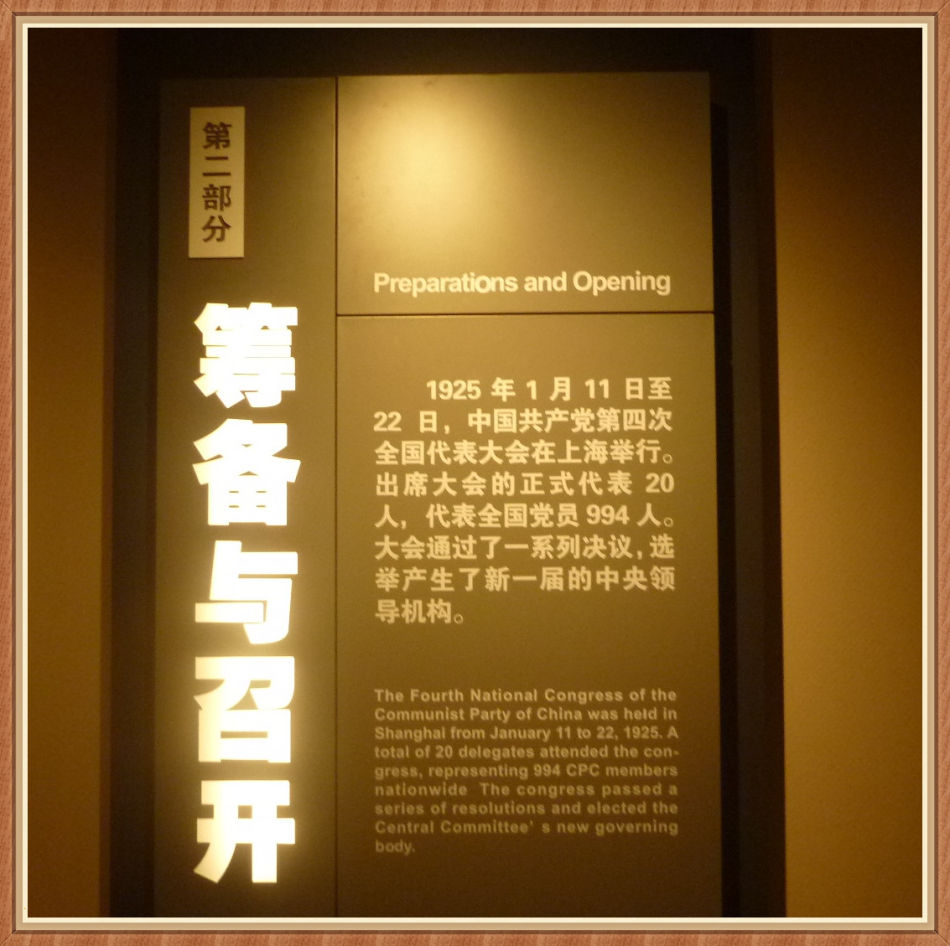 第二部分
筹备与召开
Preparations and Opening
1925 年 1 月 11 日至
22 日，中国共产党第四次
全国代表大会在上海举行。
出席大会的正式代表 20
人，代表全国党员 994 人。
大会通过了一系列决议，选
举产生了新一届的中央领
导机构。
The Fourth National Congress of the
Communist Party of China was held in
Shanghai from January 11 to 22, 1925. A
total of 20 delegates attended the con-
gress, representing 994 CPC members
nationwide  The congress passed a
series of resolutions and elected the
Central Committee' s new governing
body.